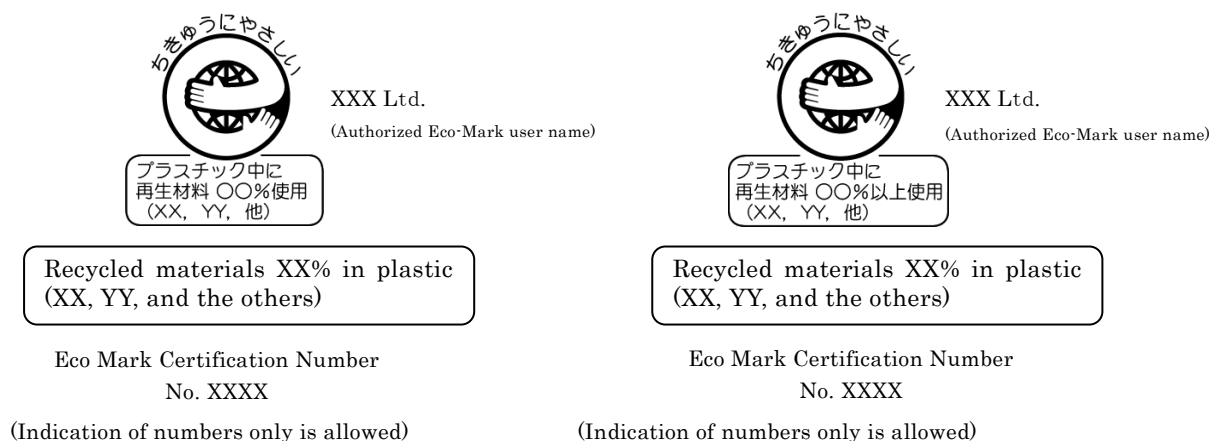 ちきゅうにやさしい
XXX Ltd.
(Authorized Eco-Mark user name)
プラスチック中に
再生材料 〇〇%使用
(XX, YY, 他)
Recycled materials XX% in plastic
(XX, YY, and the others)
Eco Mark Certification Number
No. XXXX
(Indication of numbers only is allowed)
ちきゅうにやさしい
XXX Ltd.
(Authorized Eco-Mark user name)
プラスチック中に
再生材料 〇〇%以上使用
(XX, YY, 他)
Recycled materials XX% in plastic
(XX, YY, and the others)
Eco Mark Certification Number
No. XXXX
(Indication of numbers only is allowed)